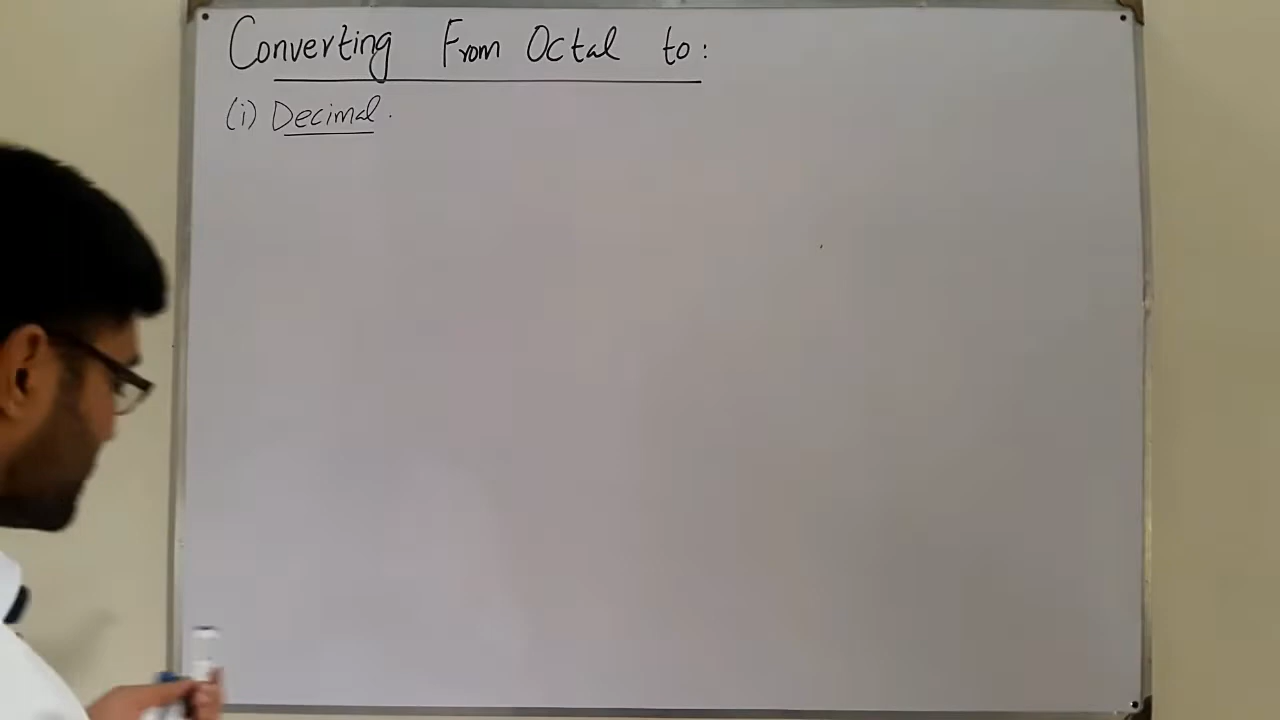 Converting From Octal to:
(i) Decimal.